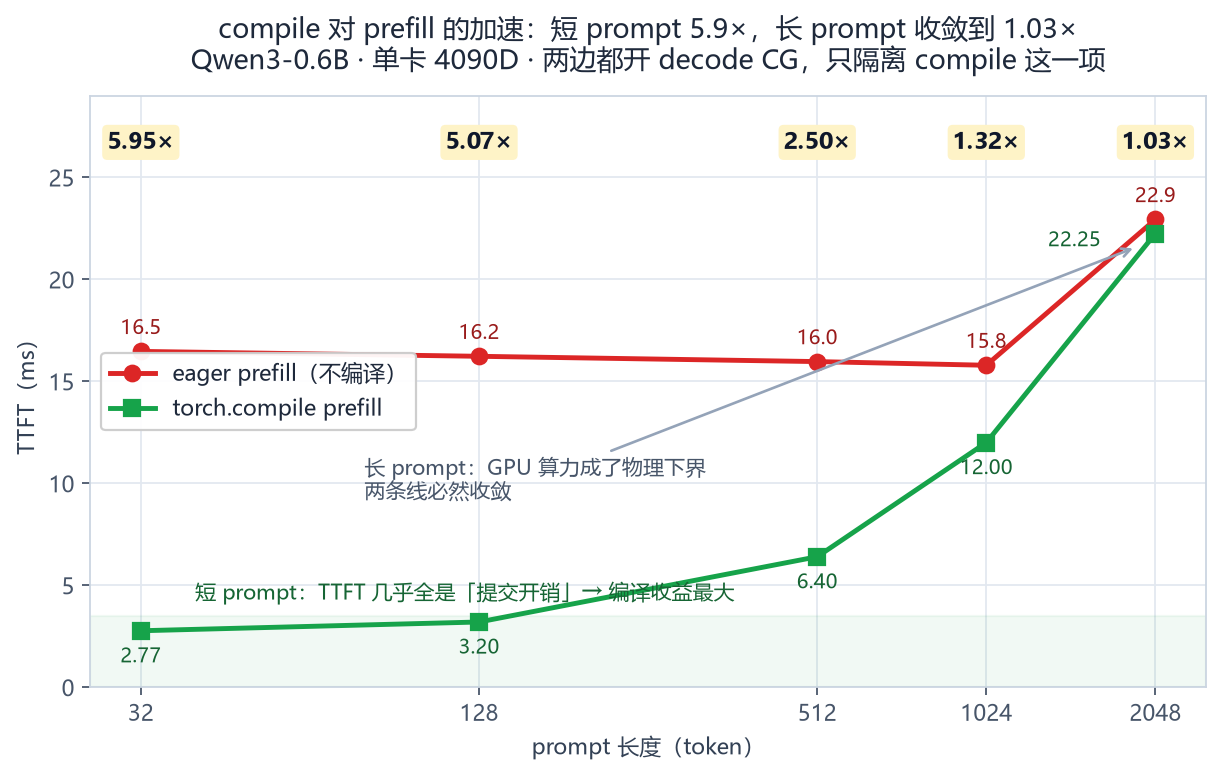 compile 对 prefill 的加速：短 prompt 5.9×，长 prompt 收敛到 1.03×
Qwen3-0.6B · 单卡 4090D · 两边都开 decode CG，只隔离 compile 这一项
5.95×
5.07×
2.50×
1.32×
1.03×
25
20
15
10
5
0
TTFT（ms）
22.9
22.25
16.5
16.2
16.0
15.8
eager prefill（不编译）
torch.compile prefill
长 prompt：GPU 算力成了物理下界
两条线必然收敛
12.00
短 prompt：TTFT 几乎全是「提交开销」→ 编译收益最大
6.40
2.77
3.20
32
128
512
1024
2048
prompt 长度（token）